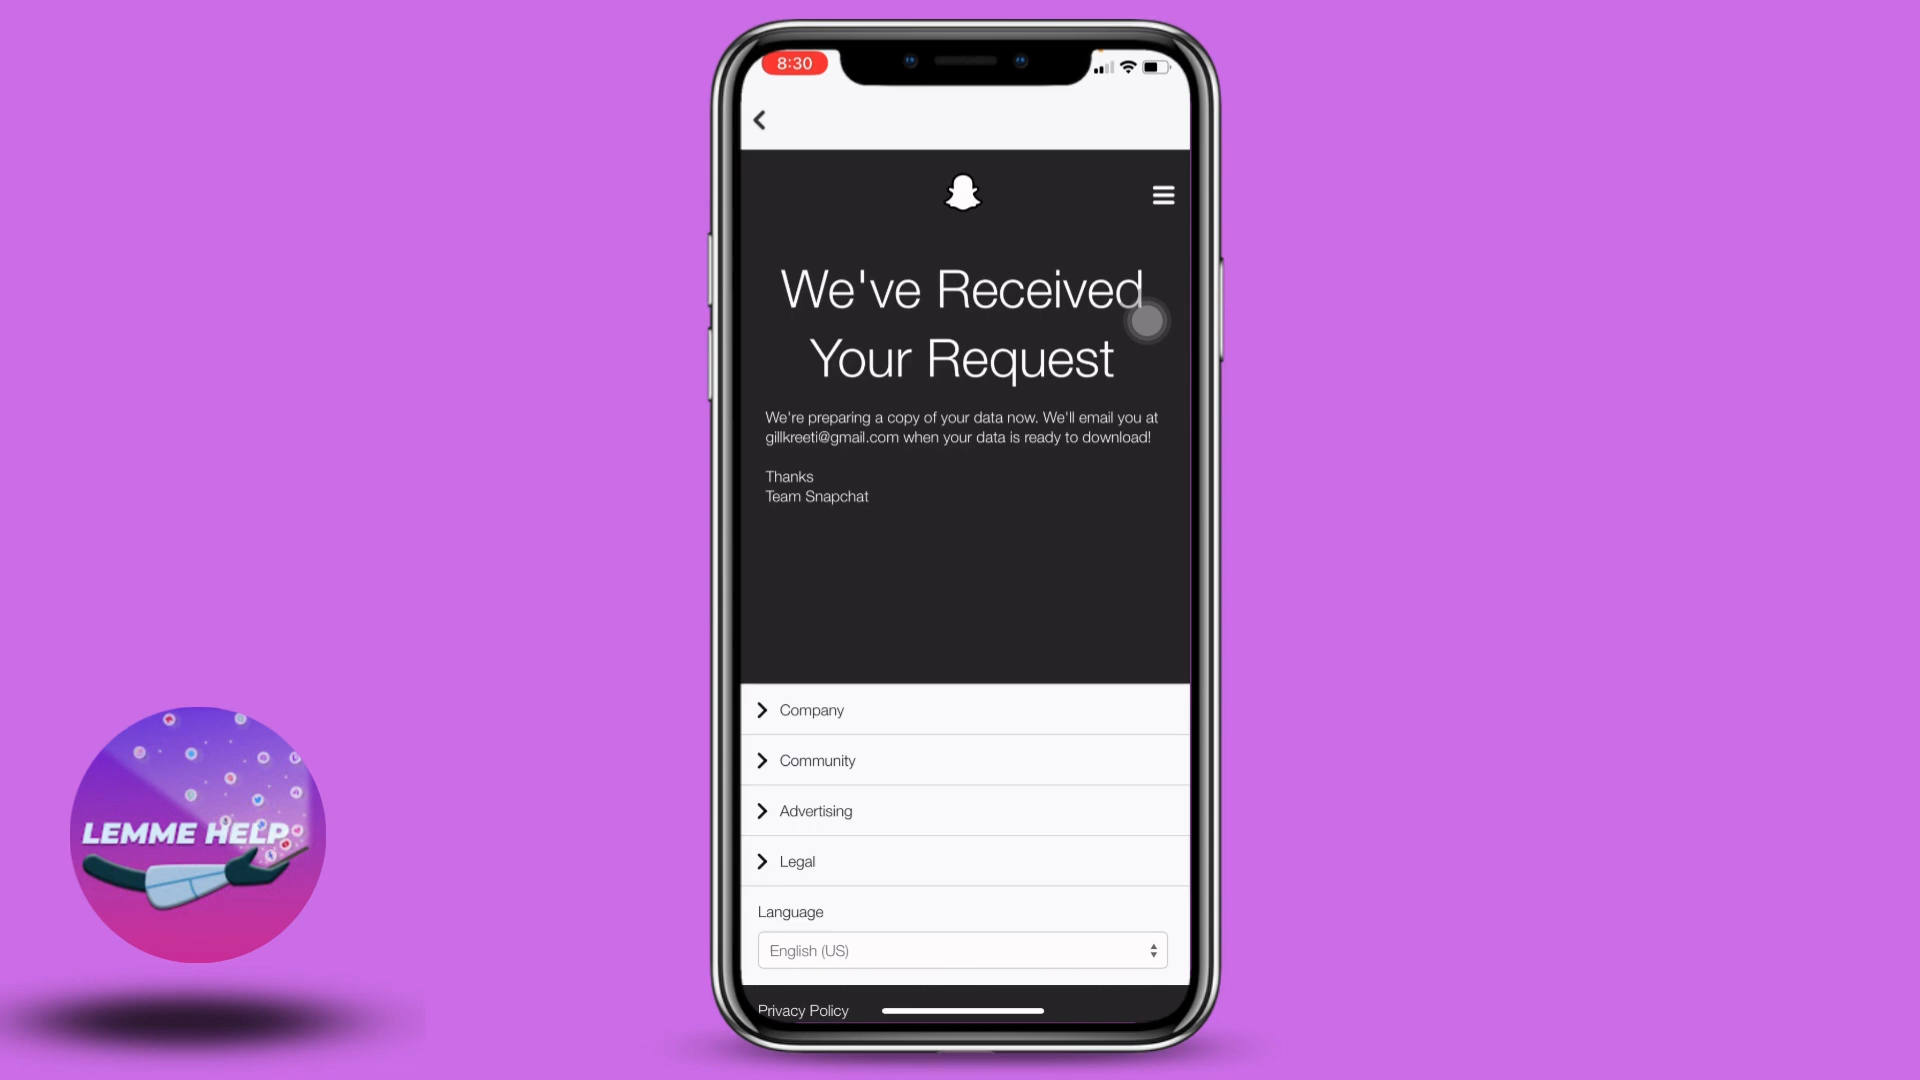 8:30
We've Received
Your Request
We're preparing a copy of your data now. We'll email you at
gillkreeti@gmail.com when your data is ready to download!
Thanks
Team Snapchat
Company
Community
Advertising
Legal
Language
English (US)
Privacy Policy
LEMME HELP